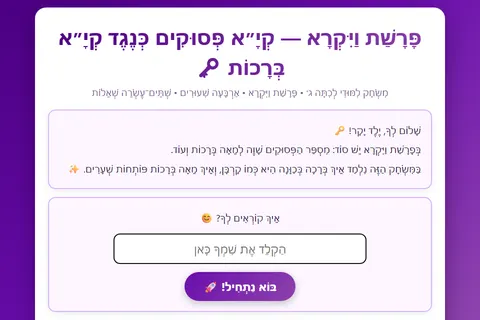 פָּרָשַׁת וַיִּקְרָא — קְיָ״א פְּסוּקִים כְּנֶגֶד קְיָ״א
בְּרָכוֹת 🗝️
מִשְׂחָק לִמּוּדִי לְכִתָּה ג׳ • פָּרָשַׁת וַיִּקְרָא • אַרְבָּעָה שִׁעוּרִים • שְׁתֵּים־עֶשְׂרֵה שְׁאֵלוֹת
שָׁלוֹם לְךָ, יֶלֶד יָקָר! 🔑
בְּפָרָשַׁת וַיִּקְרָא יֵשׁ סוֹד: מִסְפַּר הַפְּסוּקִים שָׁוֶה לְמֵאָה בְּרָכוֹת וְעוֹד.
בַּמִּשְׂחָק הַזֶּה נִלְמַד אֵיךְ בְּרָכָה בְּכַוָּנָה הִיא כְּמוֹ קָרְבָּן, וְאֵיךְ מֵאָה בְּרָכוֹת פּוֹתְחוֹת שְׁעָרִים. ✨
אֵיךְ קוֹרְאִים לְךָ? 😊
הַקְלֵד אֶת שִׁמְךָ כָּאן
בּוֹא נַתְחִיל! 🚀